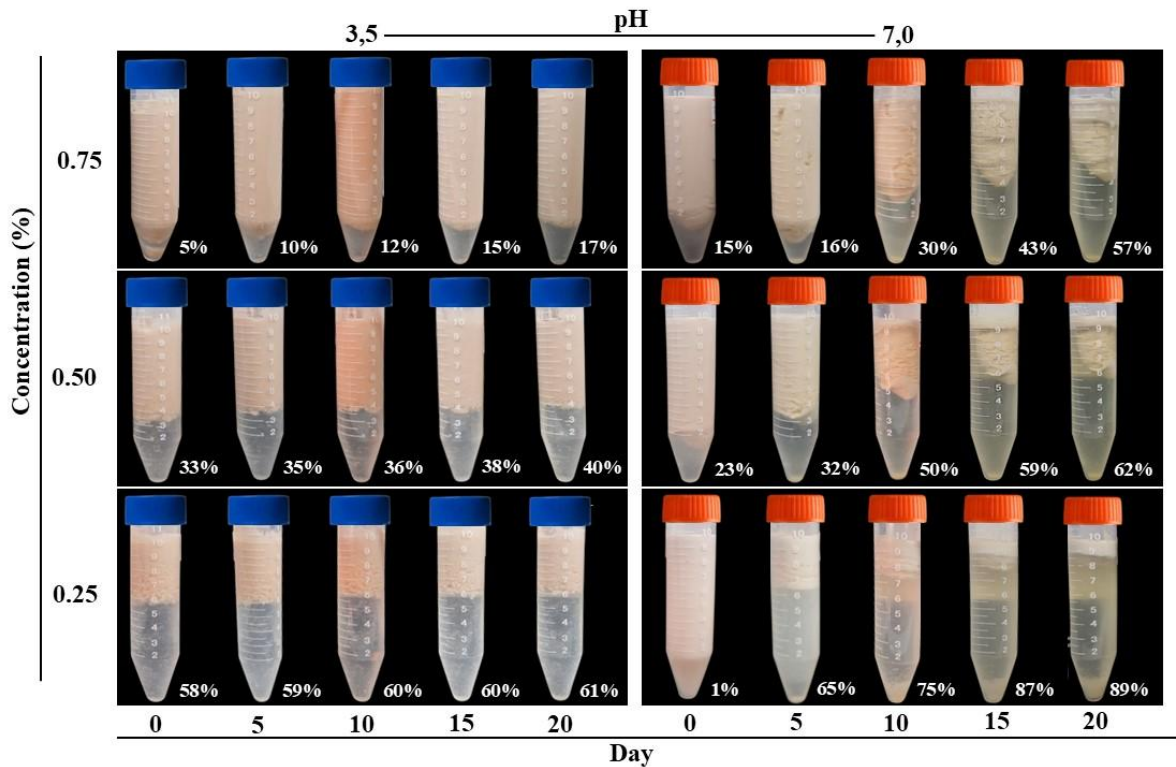 pH
3,5 7,0
Concentration (%)
0.75
5% 10% 12% 15% 17% 15% 16% 30% 43% 57%
0.50
33% 35% 36% 38% 40% 23% 32% 50% 59% 62%
0.25
58% 59% 60% 60% 61% 1% 65% 75% 87% 89%
0 5 10 15 20 0 5 10 15 20
Day